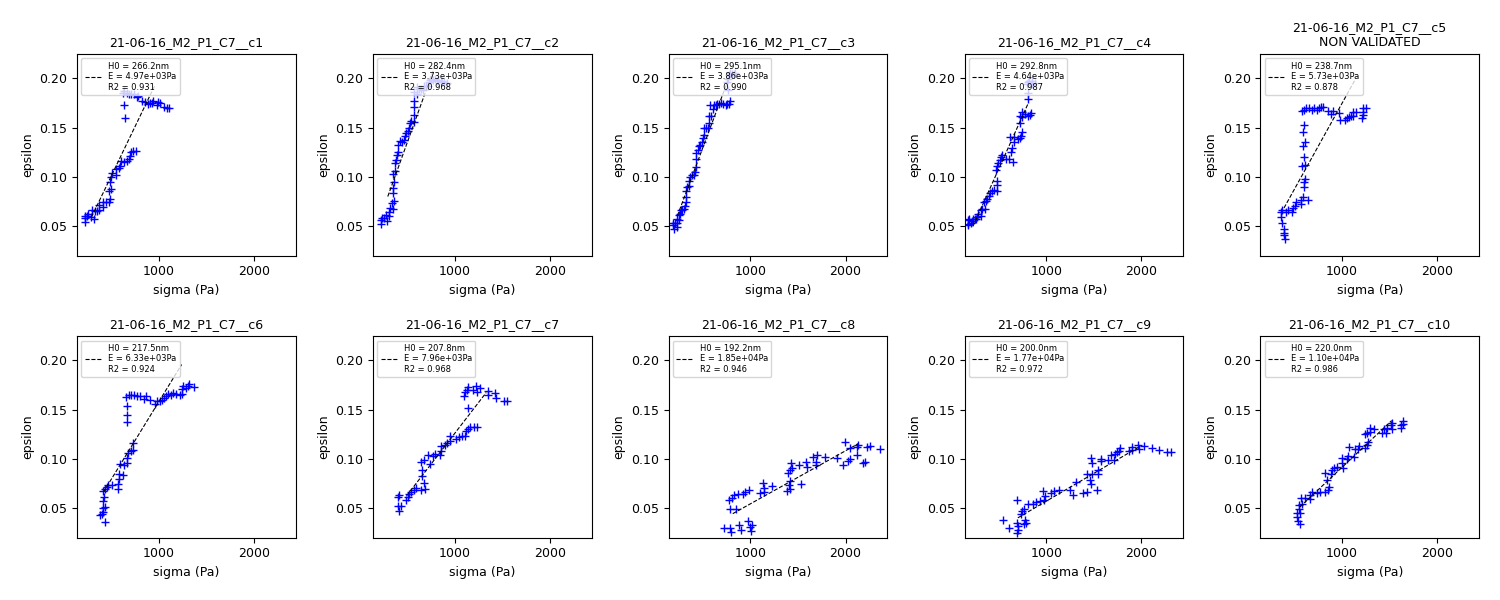 21-06-16_M2_P1_C7__c1
H0 = 266.2nm
E = 4.97e+03Pa
R2 = 0.931
0.20
0.15
0.10
0.05
epsilon
1000 2000
sigma (Pa)
21-06-16_M2_P1_C7__c2
H0 = 282.4nm
E = 3.73e+03Pa
R2 = 0.968
0.20
0.15
0.10
0.05
epsilon
1000 2000
sigma (Pa)
21-06-16_M2_P1_C7__c3
H0 = 295.1nm
E = 3.86e+03Pa
R2 = 0.990
0.20
0.15
0.10
0.05
epsilon
1000 2000
sigma (Pa)
21-06-16_M2_P1_C7__c4
H0 = 292.8nm
E = 4.64e+03Pa
R2 = 0.987
0.20
0.15
0.10
0.05
epsilon
1000 2000
sigma (Pa)
21-06-16_M2_P1_C7__c5
NON VALIDATED
H0 = 238.7nm
E = 5.73e+03Pa
R2 = 0.878
0.20
0.15
0.10
0.05
epsilon
1000 2000
sigma (Pa)
21-06-16_M2_P1_C7__c6
H0 = 217.5nm
E = 6.33e+03Pa
R2 = 0.924
0.20
0.15
0.10
0.05
epsilon
1000 2000
sigma (Pa)
21-06-16_M2_P1_C7__c7
H0 = 207.8nm
E = 7.96e+03Pa
R2 = 0.968
0.20
0.15
0.10
0.05
epsilon
1000 2000
sigma (Pa)
21-06-16_M2_P1_C7__c8
H0 = 192.2nm
E = 1.85e+04Pa
R2 = 0.946
0.20
0.15
0.10
0.05
epsilon
1000 2000
sigma (Pa)
21-06-16_M2_P1_C7__c9
H0 = 200.0nm
E = 1.77e+04Pa
R2 = 0.972
0.20
0.15
0.10
0.05
epsilon
1000 2000
sigma (Pa)
21-06-16_M2_P1_C7__c10
H0 = 220.0nm
E = 1.10e+04Pa
R2 = 0.986
0.20
0.15
0.10
0.05
epsilon
1000 2000
sigma (Pa)